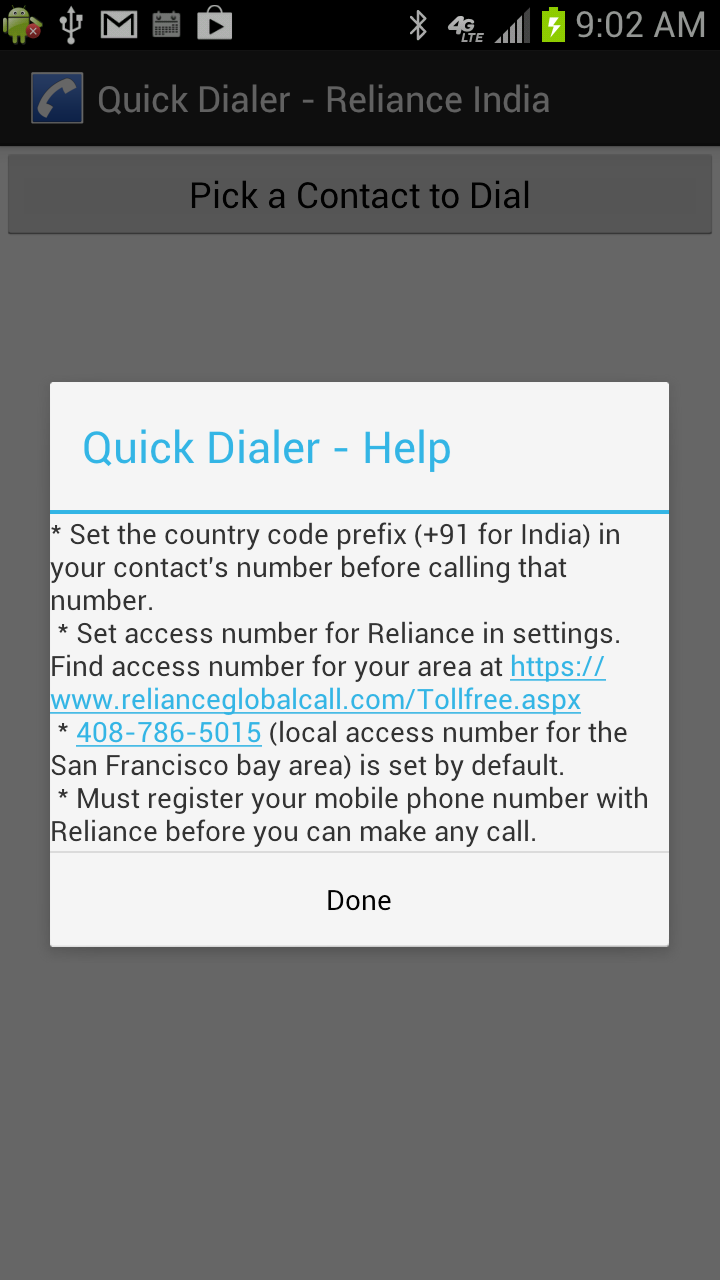 4G LTE 9:02 AM
Quick Dialer - Reliance India
Pick a Contact to Dial
Quick Dialer - Help
* Set the country code prefix (+91 for India) in
your contact's number before calling that
number.
* Set access number for Reliance in settings.
Find access number for your area at https://
www.relianceglobalcall.com/Tollfree.aspx
* 408-786-5015 (local access number for the
San Francisco bay area) is set by default.
* Must register your mobile phone number with
Reliance before you can make any call.
Done